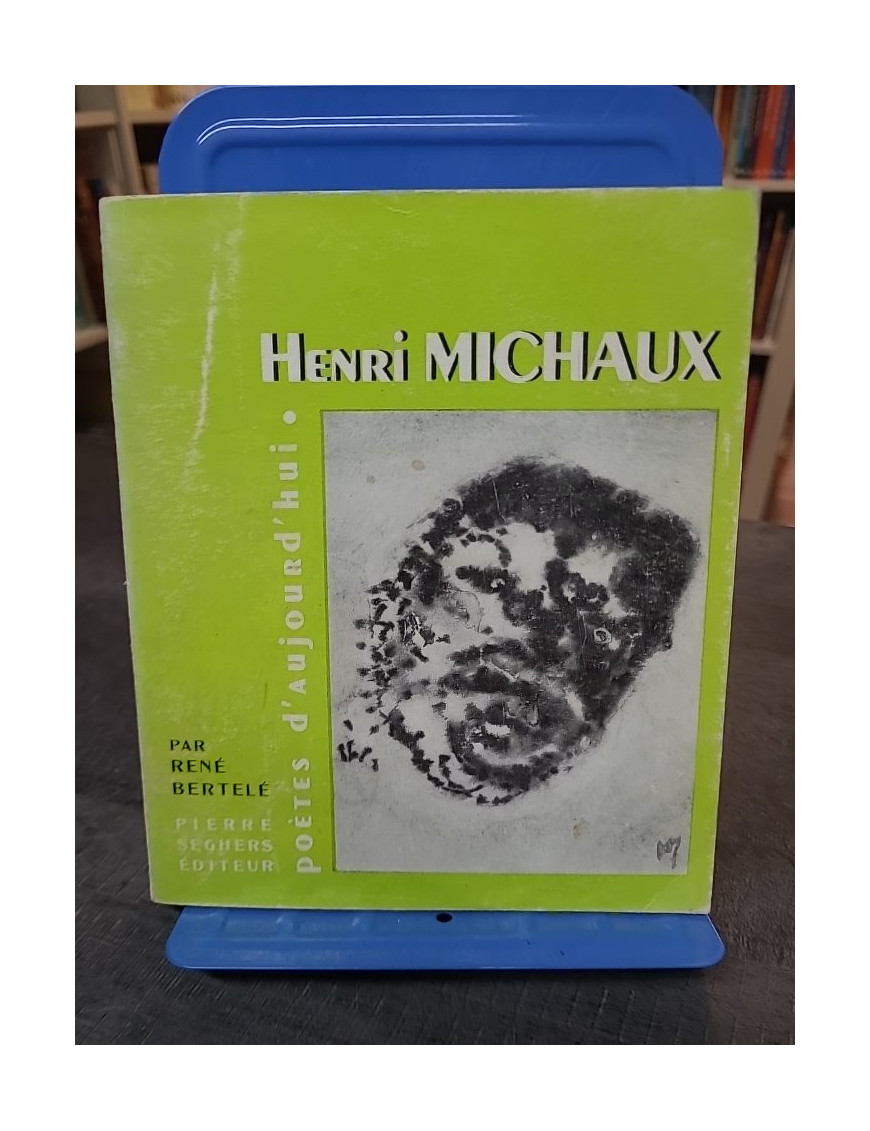 Henri MICHAUX
poètes d'Aujourd'hui.
PAR
RENÉ
BERTELÉ
PIERRE
SEGHERS
ÉDITEUR